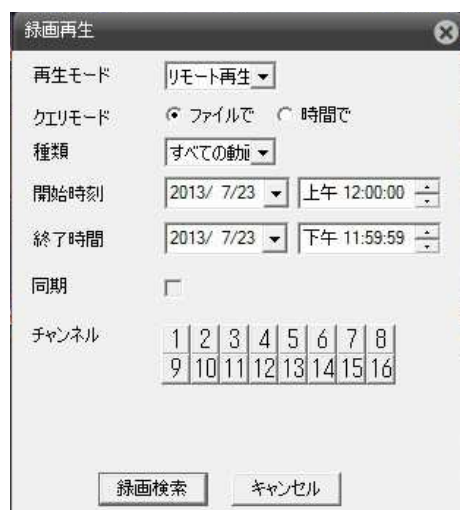 録画再生
再生モード リモート再生
クエリモード ファイルで 時間で
種類 すべての動
開始時刻 2013/ 7/23 上午 12:00:00
終了時間 2013/ 7/23 下午 11:59:59
同期
チャンネル 1 2 3 4 5 6 7 8
9 10 11 12 13 14 15 16
録画検索 キャンセル